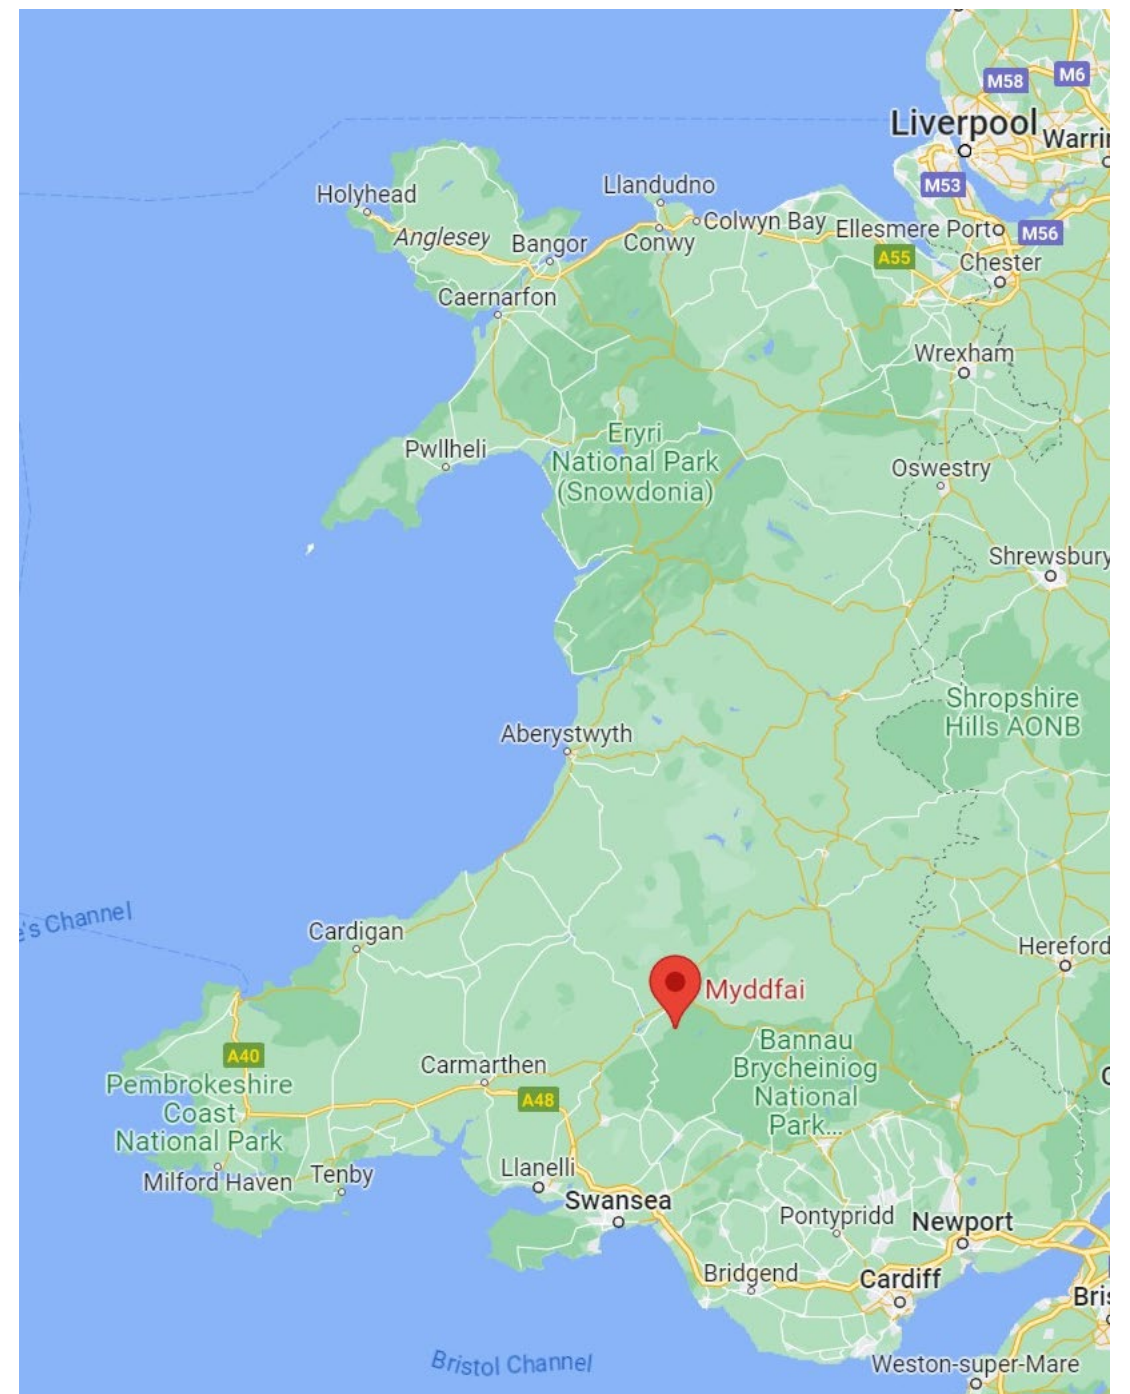 M58
M6
Liverpool
Warrin
Holyhead
Llandudno
M53
Anglesey
Bangor
Conwy
Colwyn Bay
Ellesmere Port
M56
A55
Chester
Caernarfon
Wrexham
Pwllheli
Eryri
National Park
(Snowdonia)
Oswestry
Shrewsbury
Shropshire
Hills AONB
Aberystwyth
e's Channel
Cardigan
Hereford
Myddfai
A40
Pembrokeshire
Coast
National Park
Carmarthen
A48
Bannau
Brycheiniog
National
Park...
Milford Haven
Tenby
Llanelli
Swansea
Pontypridd
Newport
Bridgend
Cardiff
Bris
Bristol Channel
Weston-super-Mare